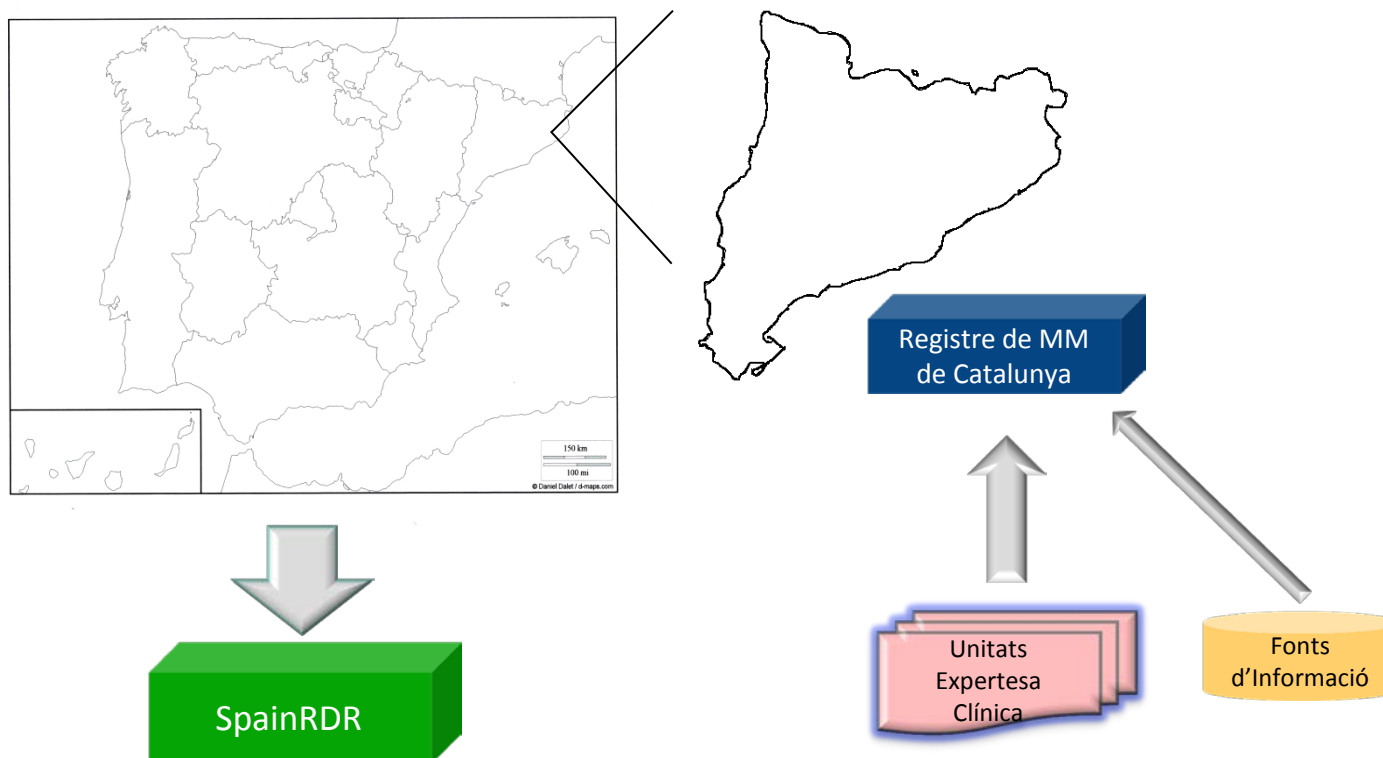 Registre de MM
de Catalunya
150 km
100 mi
© Daniel Dalet / d-maps.com
SpainRDR
Unitats
Expertesa
Clínica
Fonts
d’Informació